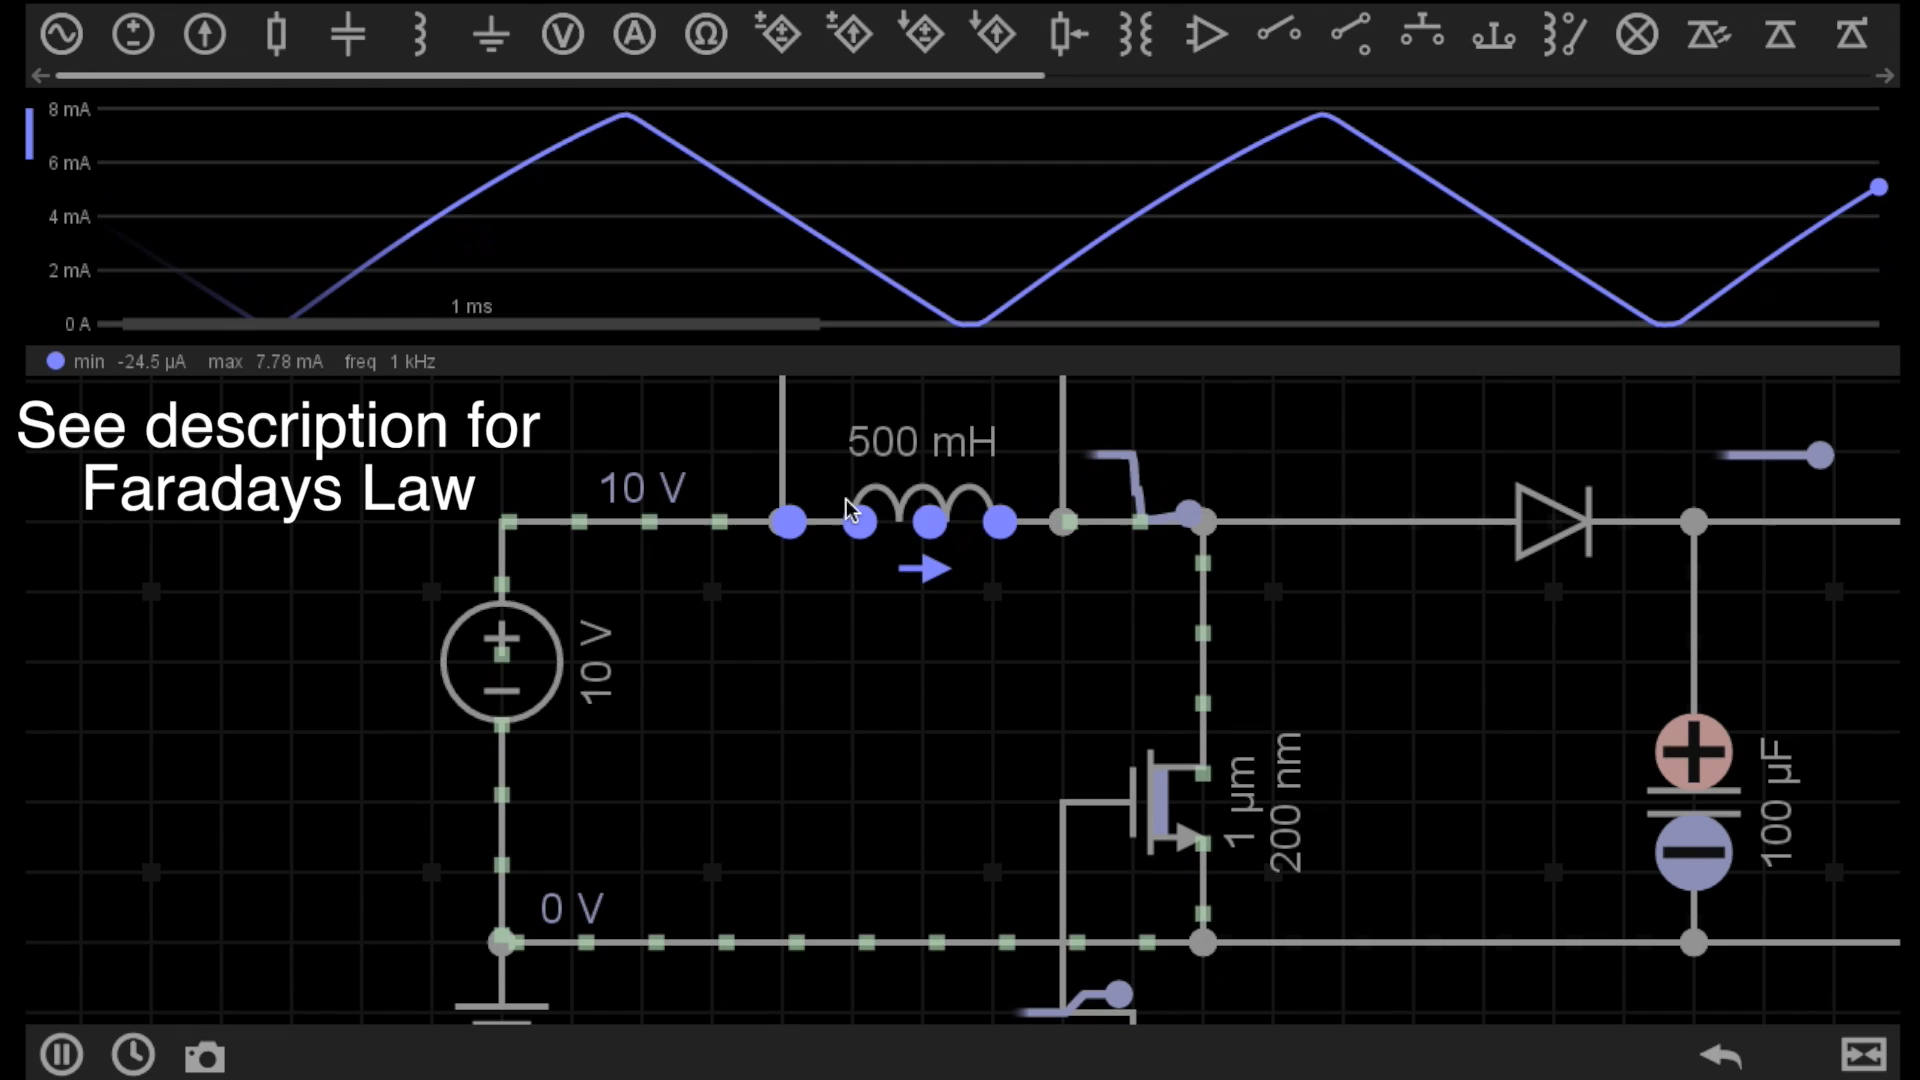 8 mA
6 mA
4 mA
2 mA
1 ms
0 A
min -24.5 µA max 7.78 mA freq 1 kHz
See description for
Faradays Law
500 mH
10 V
10 V
1 µm
200 nm
100 µF
0 V